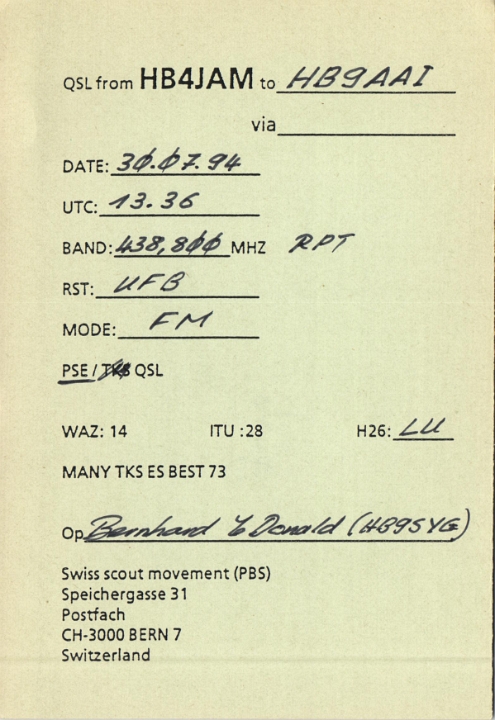 QSL from HB4JAM to HB9AAI
via
DATE: 30.07.94
UTC: 13.36
BAND: 438,800 MHZ RPT
RST: UFB
MODE: FM
PSE / TKS QSL
WAZ: 14 ITU :28 H26: LU
MANY TKS ES BEST 73
Op Bernhard & Donald (HB9SYG)
Swiss scout movement (PBS)
Speichergasse 31
Postfach
CH-3000 BERN 7
Switzerland